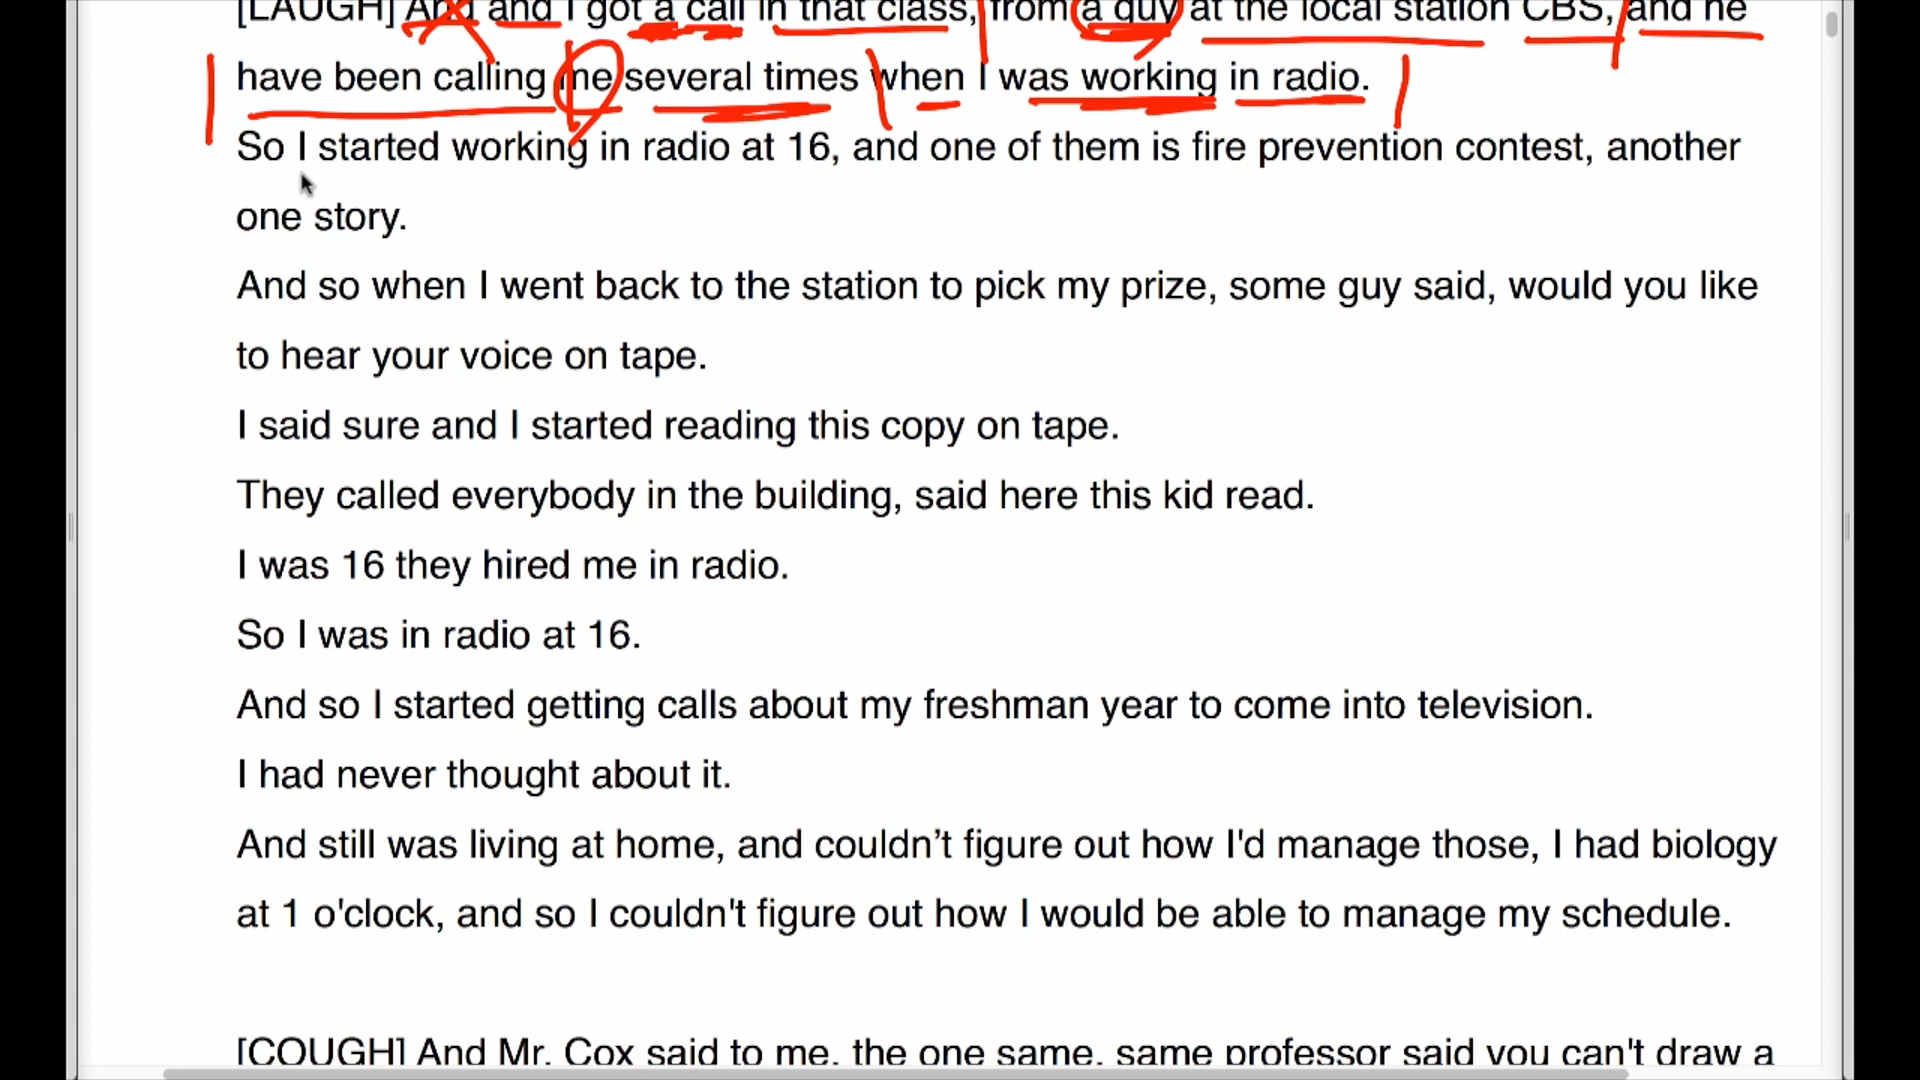 [LAUGH] And and I got a call in that class, from a guy at the local station CBS, and he
have been calling me several times when I was working in radio.
So I started working in radio at 16, and one of them is fire prevention contest, another
one story.
And so when I went back to the station to pick my prize, some guy said, would you like
to hear your voice on tape.
I said sure and I started reading this copy on tape.
They called everybody in the building, said here this kid read.
I was 16 they hired me in radio.
So I was in radio at 16.
And so I started getting calls about my freshman year to come into television.
I had never thought about it.
And still was living at home, and couldn’t figure out how I'd manage those, I had biology
at 1 o'clock, and so I couldn't figure out how I would be able to manage my schedule.
[COUGH] And Mr. Cox said to me, the one same, same professor said you can't draw a